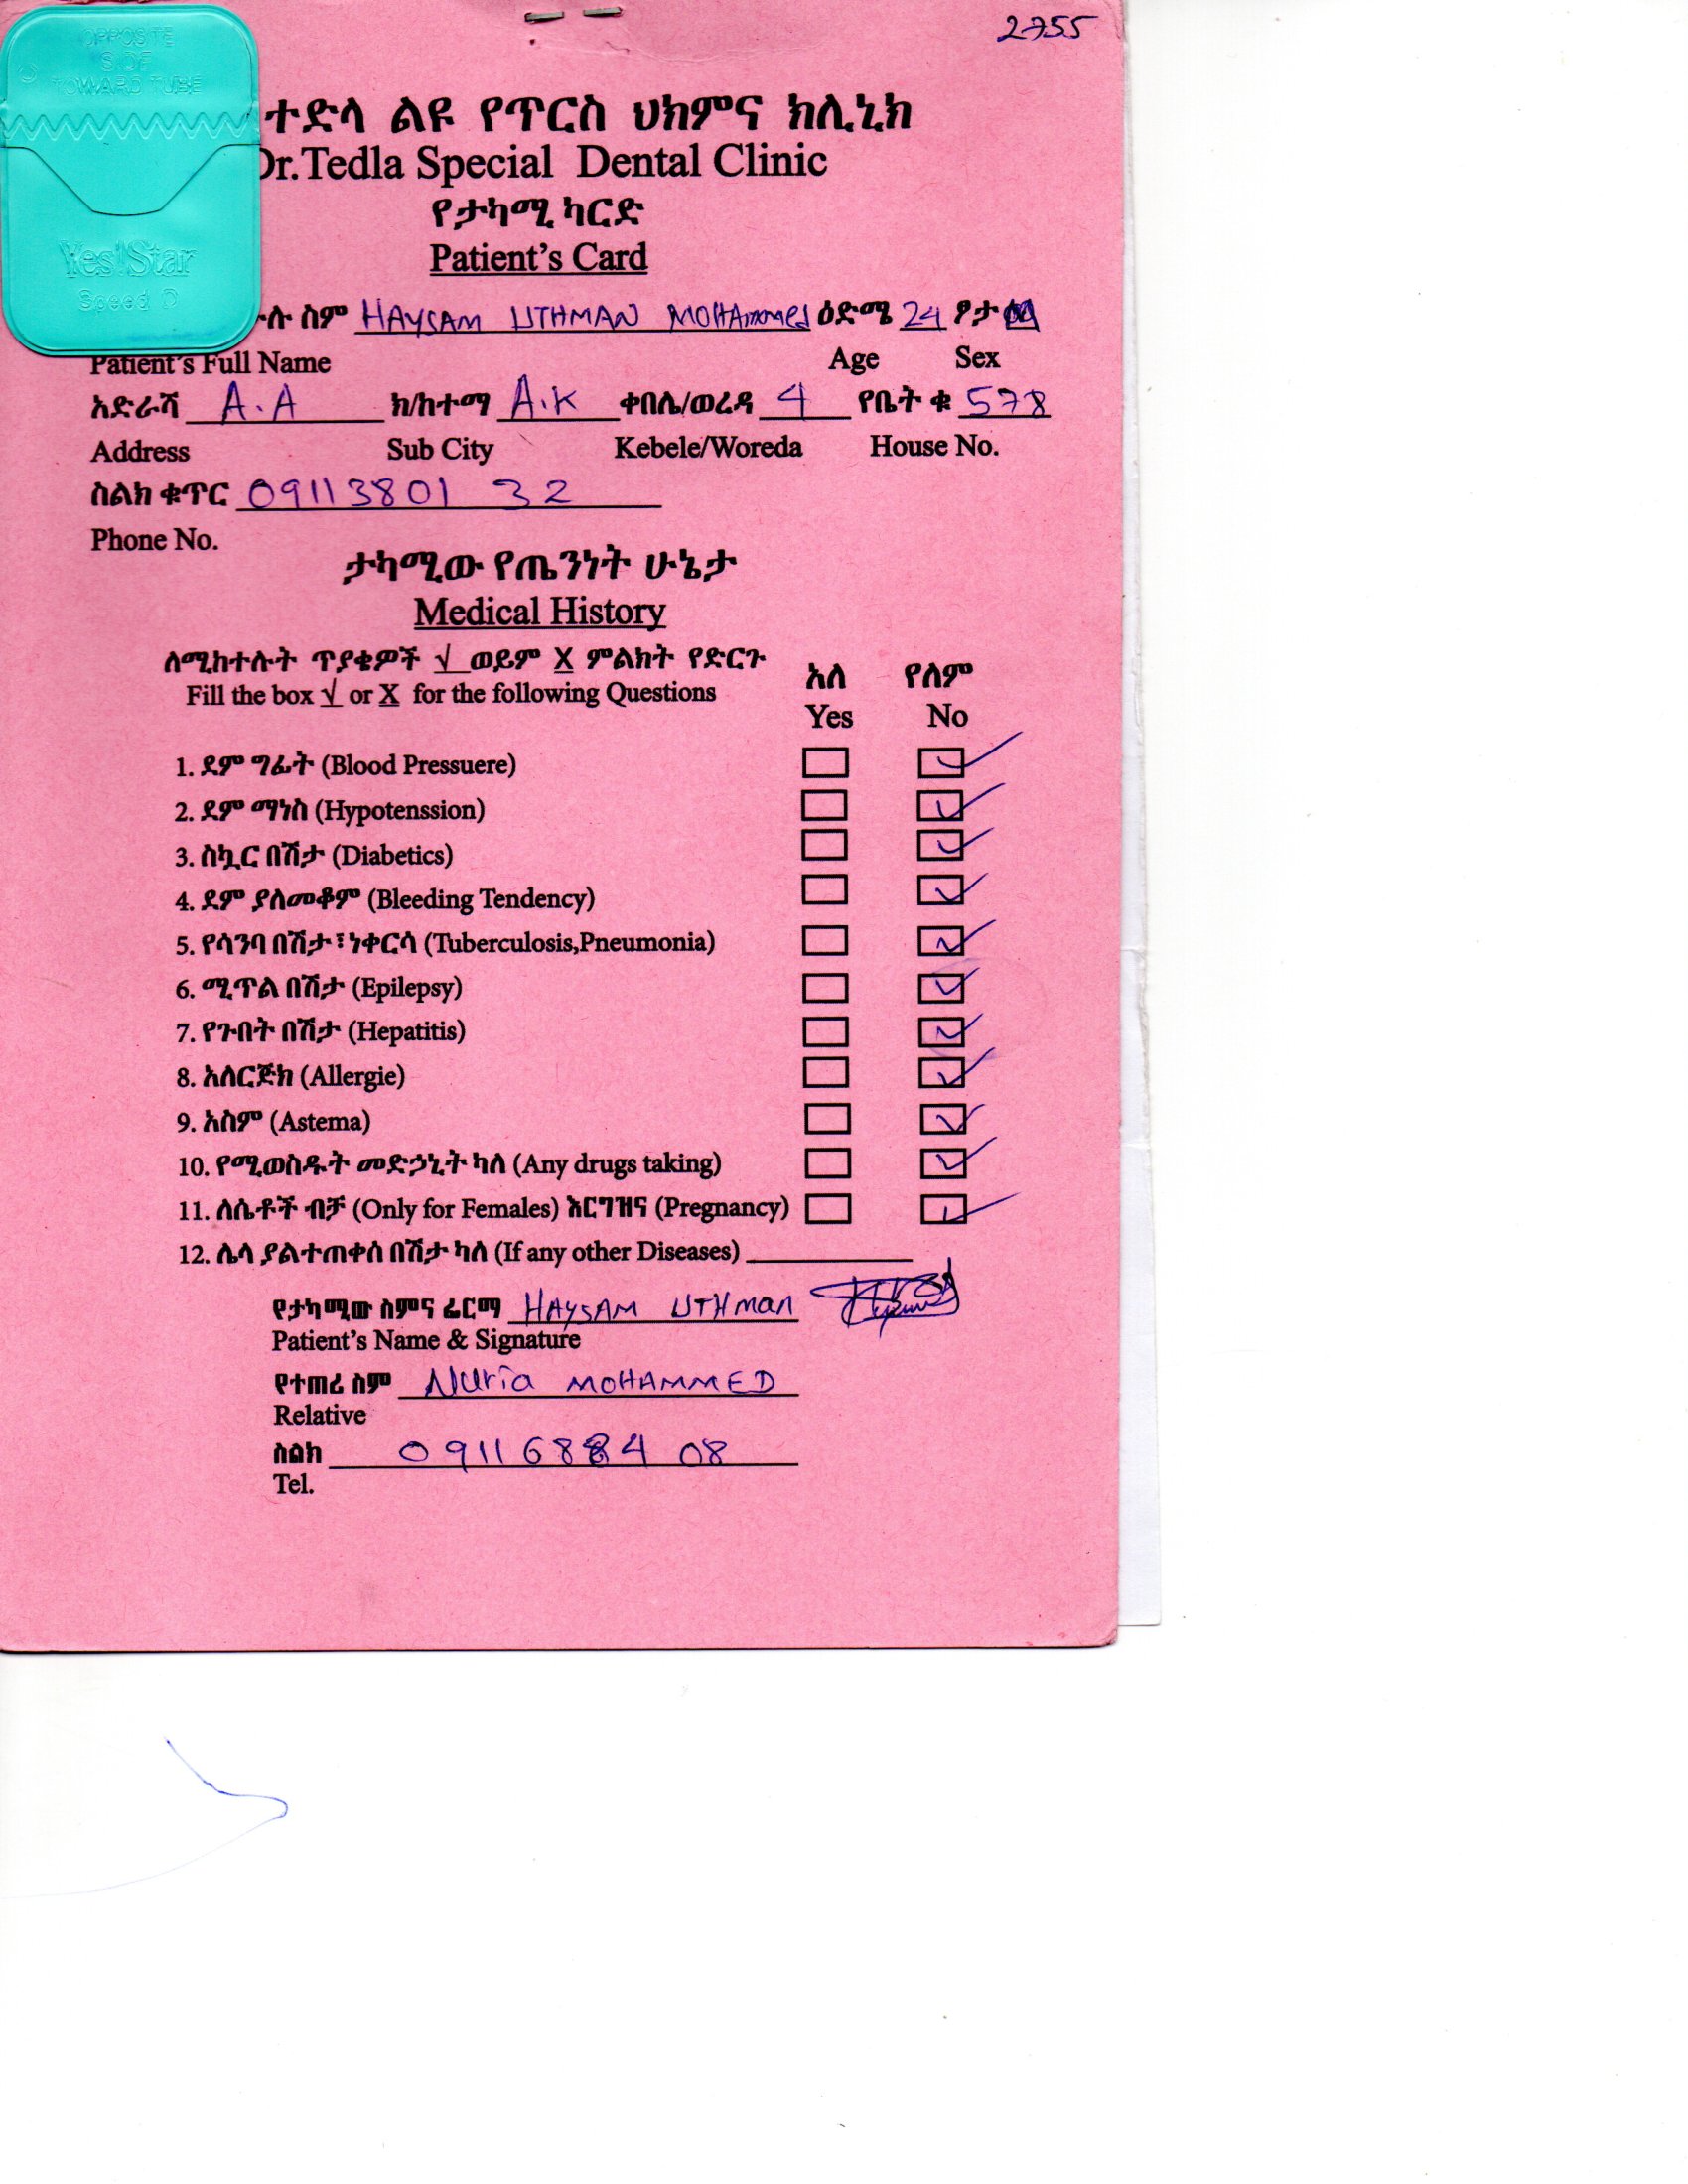 2755
OPPOSITE
SIDE
TOWARD TUBE
Yes!Star
Speed D
ተድላ ልዩ የጥርስ ህክምና ክሊኒክ
Dr.Tedla Special Dental Clinic
የታካሚ ካርድ
Patient's Card
ሉ ስም HAYSAM UTHMAN MOHAMMED ዕድሜ 24 ፆታ
Patient's Full Name Age Sex
አድራሻ A.A ክ/ከተማ A.K ቀበሌ/ወረዳ 4 የቤት ቁ 578
Address Sub City Kebele/Woreda House No.
ስልክ ቁጥር 09113801 32
Phone No.
ታካሚው የጤንነት ሁኔታ
Medical History
ለሚከተሉት ጥያቄዎች √ ወይም X ምልክት የድርጉ
Fill the box √ or X for the following Questions
አለ የለም
Yes No
1. ደም ግፊት (Blood Pressuere) ✓
2. ደም ማነስ (Hypotenssion) ✓
3. ስኳር በሽታ (Diabetics) ✓
4. ደም ያለመቆም (Bleeding Tendency) ✓
5. የሳንባ በሽታ፣ነቀርሳ (Tuberculosis,Pneumonia) ✓
6. ሚጥል በሽታ (Epilepsy) ✓
7. የጉበት በሽታ (Hepatitis) ✓
8. አለርጅክ (Allergie) ✓
9. አስም (Astema) ✓
10. የሚወስዱት መድኃኒት ካለ (Any drugs taking) ✓
11. ለሴቶች ብቻ (Only for Females) እርግዝና (Pregnancy) ✓
12. ሌላ ያልተጠቀሰ በሽታ ካለ (If any other Diseases)
የታካሚው ስምና ፊርማ HAYSAM UTHMAN
Patient's Name & Signature
የተጠሪ ስም Nuria MOHAMMED
Relative
ስልክ 09116884 08
Tel.